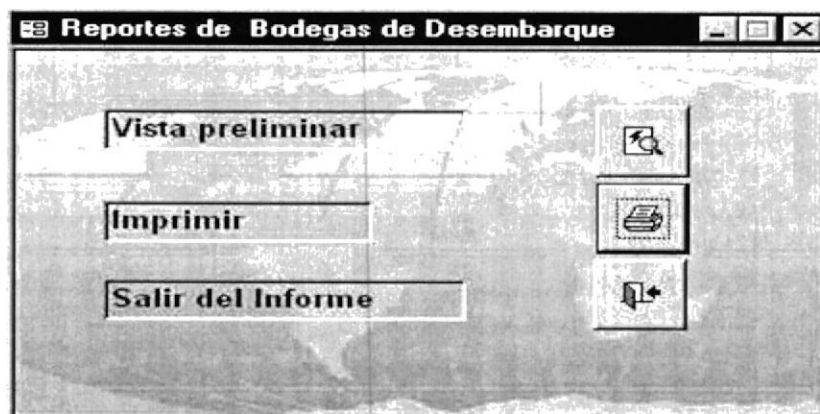 Reportes de Bodegas de Desembarque
Vista preliminar
Imprimir
Salir del Informe